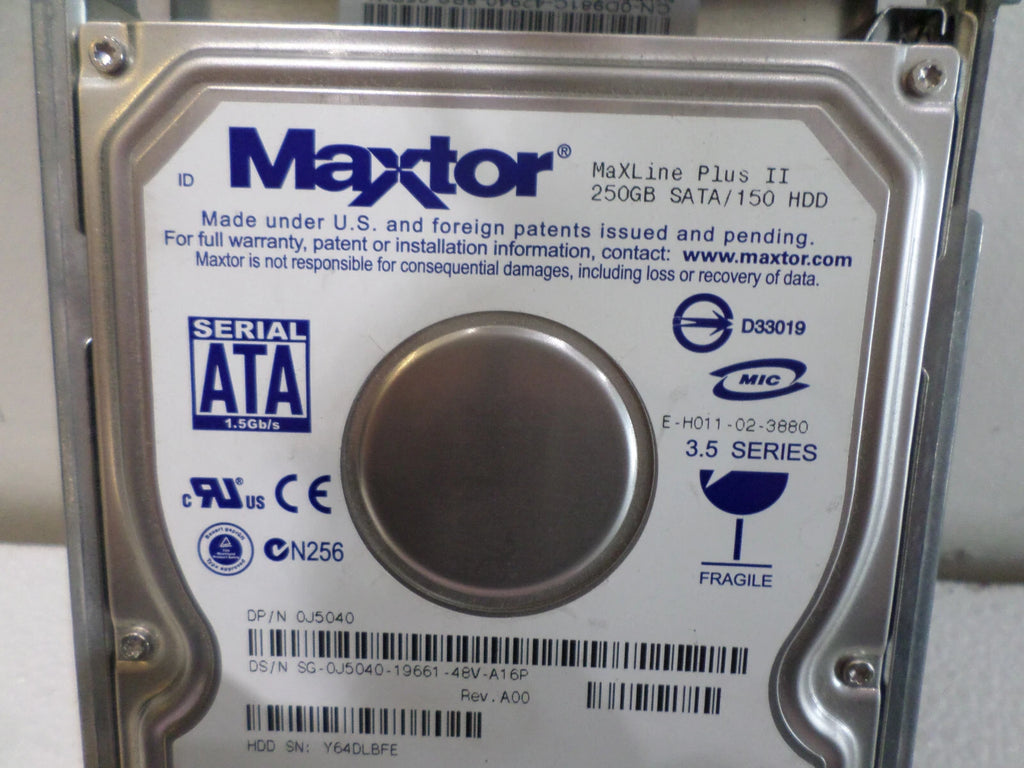 ID
Maxtor®
MaXLine Plus II
250GB SATA/150 HDD
Made under U.S. and foreign patents issued and pending.
For full warranty, patent or installation information, contact: www.maxtor.com
Maxtor is not responsible for consequential damages, including loss or recovery of data.
SERIAL
ATA
1.5Gb/s
D33019
MIC
E-H011-02-3880
3.5 SERIES
c RU® US CE
N256
FRAGILE
DP/N 0J5040
DS/N SG-0J5040-19661-48V-A16P
Rev.A00
HDD SN: Y64DLBFE